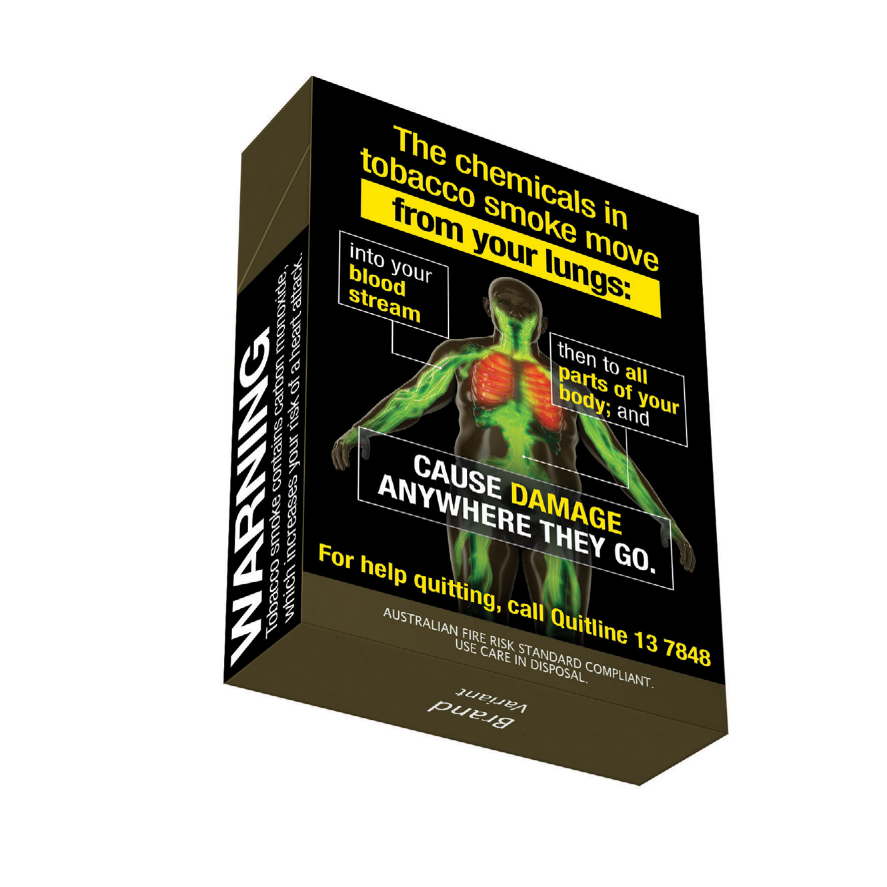 The chemicals in
tobacco smoke move
from your lungs:
into your
blood
stream
then to all
parts of your
body; and
CAUSE DAMAGE
ANYWHERE THEY GO.
For help quitting, call Quitline 13 7848
AUSTRALIAN FIRE RISK STANDARD COMPLIANT.
USE CARE IN DISPOSAL.
Brand
Variant
WARNING
Tobacco smoke contains carbon monoxide,
which increases your risk of a heart attack.